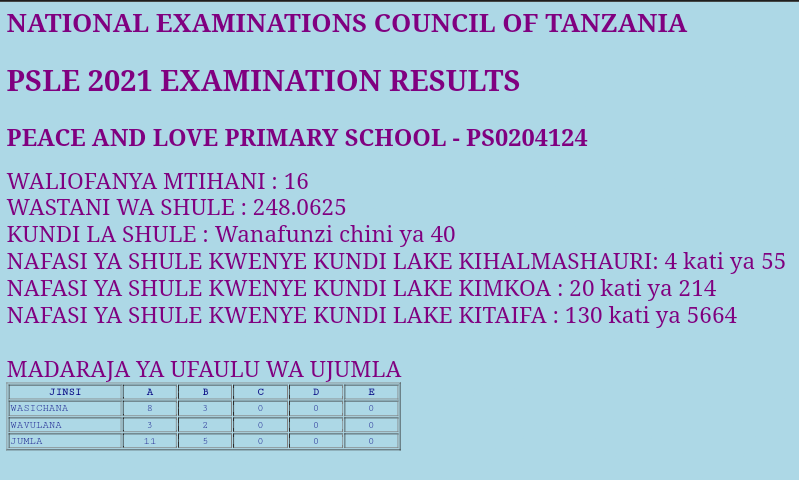 NATIONAL EXAMINATIONS COUNCIL OF TANZANIA
PSLE 2021 EXAMINATION RESULTS
PEACE AND LOVE PRIMARY SCHOOL - PS0204124
WALIOFANYA MTIHANI : 16
WASTANI WA SHULE : 248.0625
KUNDI LA SHULE : Wanafunzi chini ya 40
NAFASI YA SHULE KWENYE KUNDI LAKE KIHALMASHAURI: 4 kati ya 55
NAFASI YA SHULE KWENYE KUNDI LAKE KIMKOA : 20 kati ya 214
NAFASI YA SHULE KWENYE KUNDI LAKE KITAIFA : 130 kati ya 5664
MADARAJA YA UFAULU WA UJUMLA
JINSI A B C D E
WASICHANA 8 3 0 0 0
WAVULANA 3 2 0 0 0
JUMLA 11 5 0 0 0